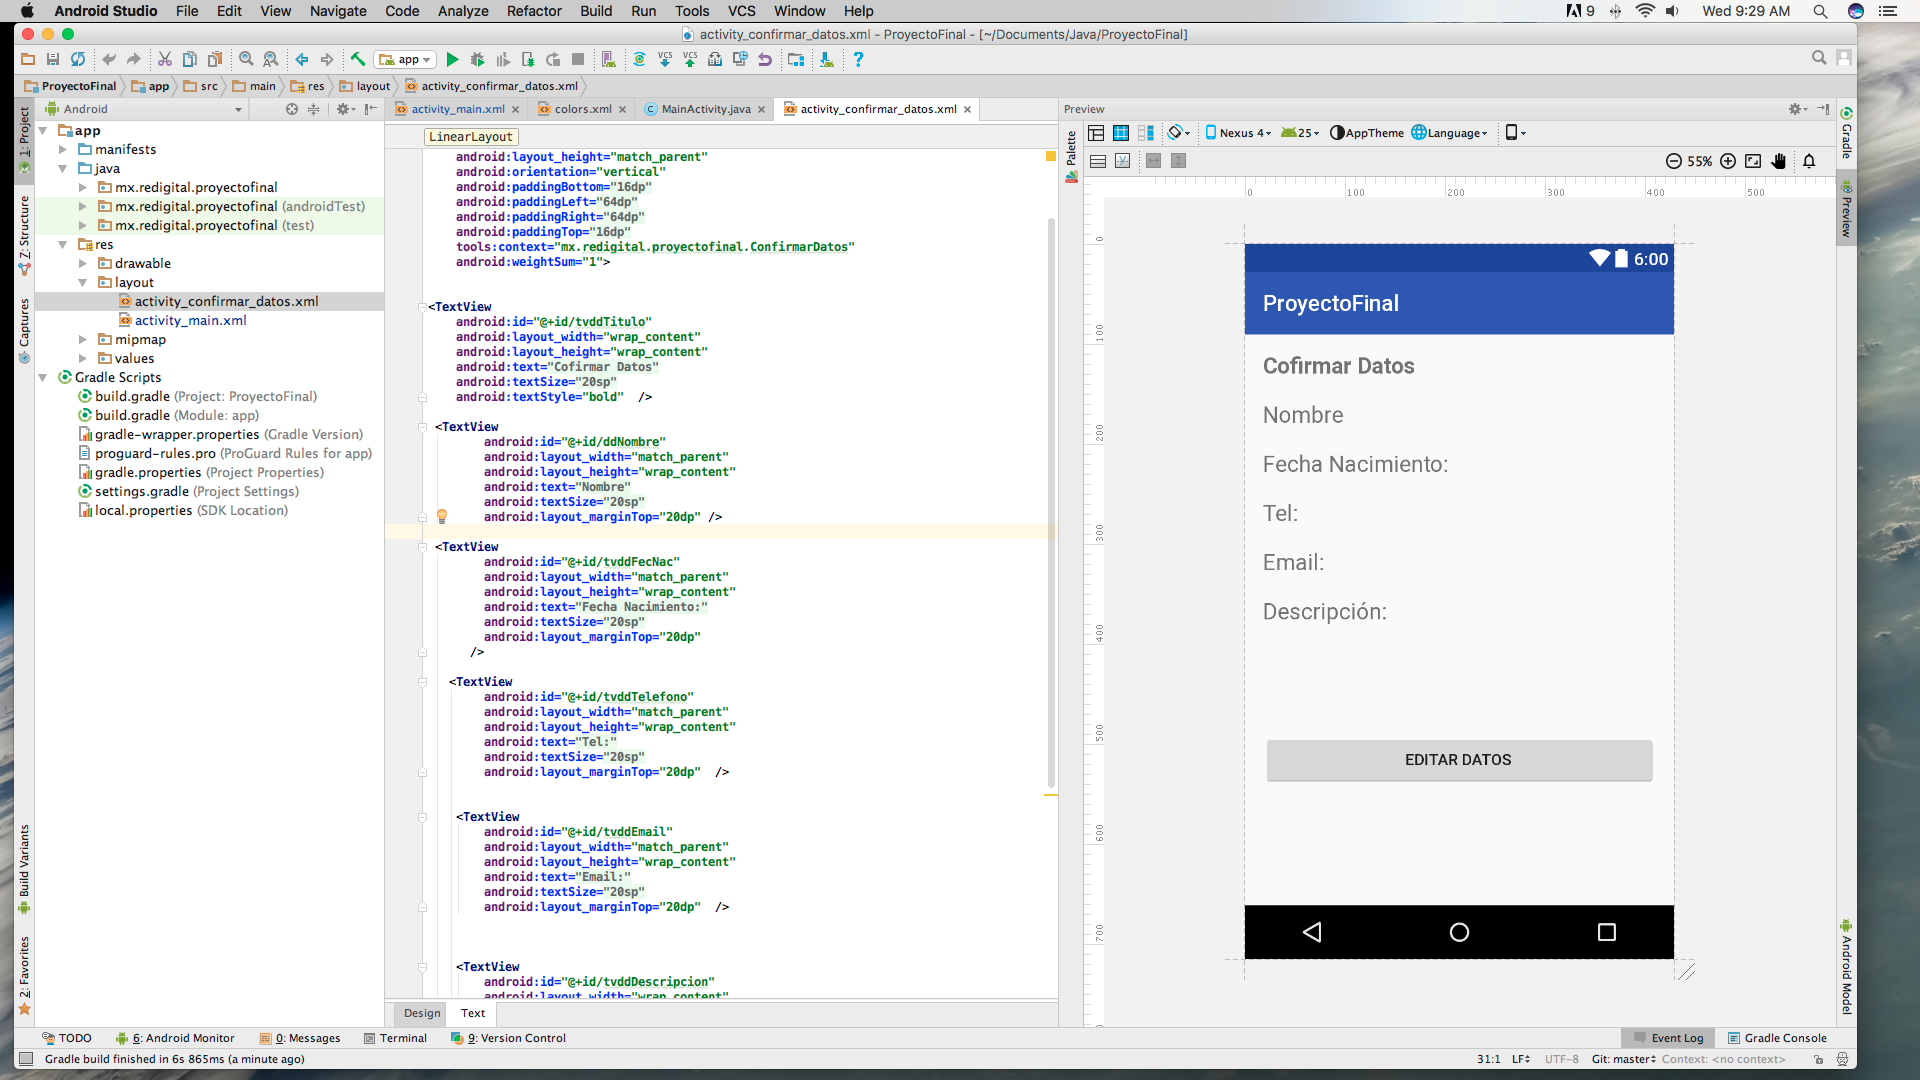 Android Studio File Edit View Navigate Code Analyze Refactor Build Run Tools VCS Window Help 9 Wed 9:29 AM
activity_confirmar_datos.xml - ProyectoFinal - [~/Documents/Java/ProyectoFinal]
app VCS VCS ?
ProyectoFinal app src main res layout activity_confirmar_datos.xml
Android
activity_main.xml colors.xml MainActivity.java activity_confirmar_datos.xml
Preview
1: Project
Z: Structure
Captures
Build Variants
2: Favorites
app
manifests
java
mx.redigital.proyectofinal
mx.redigital.proyectofinal (androidTest)
mx.redigital.proyectofinal (test)
res
drawable
layout
activity_confirmar_datos.xml
activity_main.xml
mipmap
values
Gradle Scripts
build.gradle (Project: ProyectoFinal)
build.gradle (Module: app)
gradle-wrapper.properties (Gradle Version)
proguard-rules.pro (ProGuard Rules for app)
gradle.properties (Project Properties)
settings.gradle (Project Settings)
local.properties (SDK Location)
LinearLayout
android:layout_height="match_parent"
android:orientation="vertical"
android:paddingBottom="16dp"
android:paddingLeft="64dp"
android:paddingRight="64dp"
android:paddingTop="16dp"
tools:context="mx.redigital.proyectofinal.ConfirmarDatos"
android:weightSum="1">
<TextView
android:id="@+id/tvddTitulo"
android:layout_width="wrap_content"
android:layout_height="wrap_content"
android:text="Cofirmar Datos"
android:textSize="20sp"
android:textStyle="bold" />
<TextView
android:id="@+id/ddNombre"
android:layout_width="match_parent"
android:layout_height="wrap_content"
android:text="Nombre"
android:textSize="20sp"
android:layout_marginTop="20dp" />
<TextView
android:id="@+id/tvddFecNac"
android:layout_width="match_parent"
android:layout_height="wrap_content"
android:text="Fecha Nacimiento:"
android:textSize="20sp"
android:layout_marginTop="20dp"
/>
<TextView
android:id="@+id/tvddTelefono"
android:layout_width="match_parent"
android:layout_height="wrap_content"
android:text="Tel:"
android:textSize="20sp"
android:layout_marginTop="20dp" />
<TextView
android:id="@+id/tvddEmail"
android:layout_width="match_parent"
android:layout_height="wrap_content"
android:text="Email:"
android:textSize="20sp"
android:layout_marginTop="20dp" />
<TextView
android:id="@+id/tvddDescripcion"
android:layout_width="wrap_content"
Design Text
Palette
Nexus 4 25 AppTheme Language
55%
0 100 200 300 400 500
0
100
200
300
400
500
600
700
6:00
ProyectoFinal
Cofirmar Datos
Nombre
Fecha Nacimiento:
Tel:
Email:
Descripción:
EDITAR DATOS
Gradle
Preview
Android Model
TODO 6: Android Monitor 0: Messages Terminal 9: Version Control Event Log Gradle Console
Gradle build finished in 6s 865ms (a minute ago) 31:1 LF UTF-8 Git: master Context: <no context>